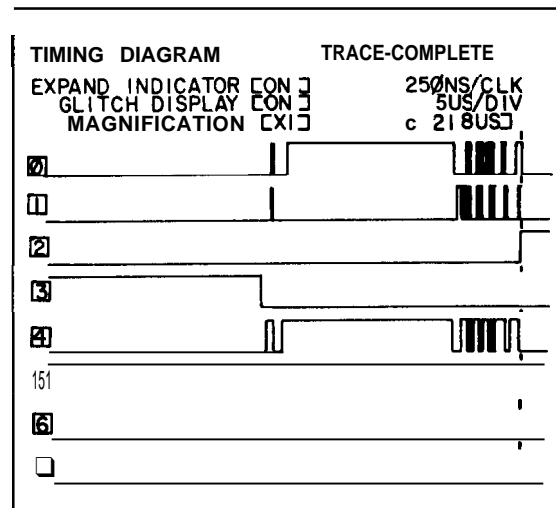 TIMING DIAGRAM TRACE-COMPLETE
EXPAND INDICATOR [ON ] 250NS/CLK
GLITCH DISPLAY [ON ] 5US/DIV
MAGNIFICATION [XI] c 218US]
0
1
2
3
4
151
6